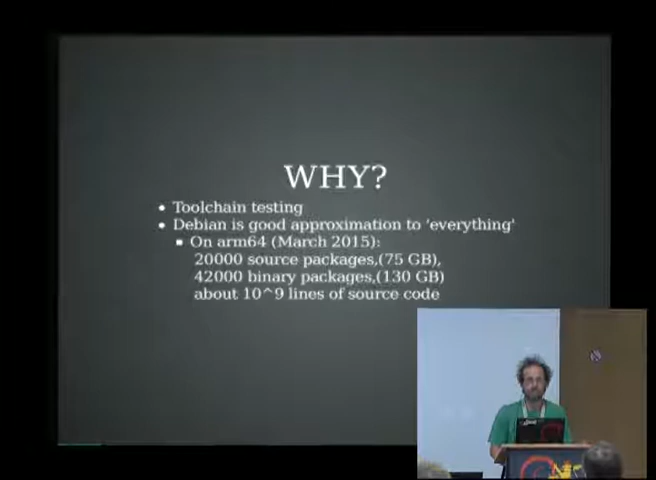 WHY?
• Toolchain testing
• Debian is good approximation to 'everything'
▪ On arm64 (March 2015):
20000 source packages,(75 GB),
42000 binary packages,(130 GB)
about 10^9 lines of source code